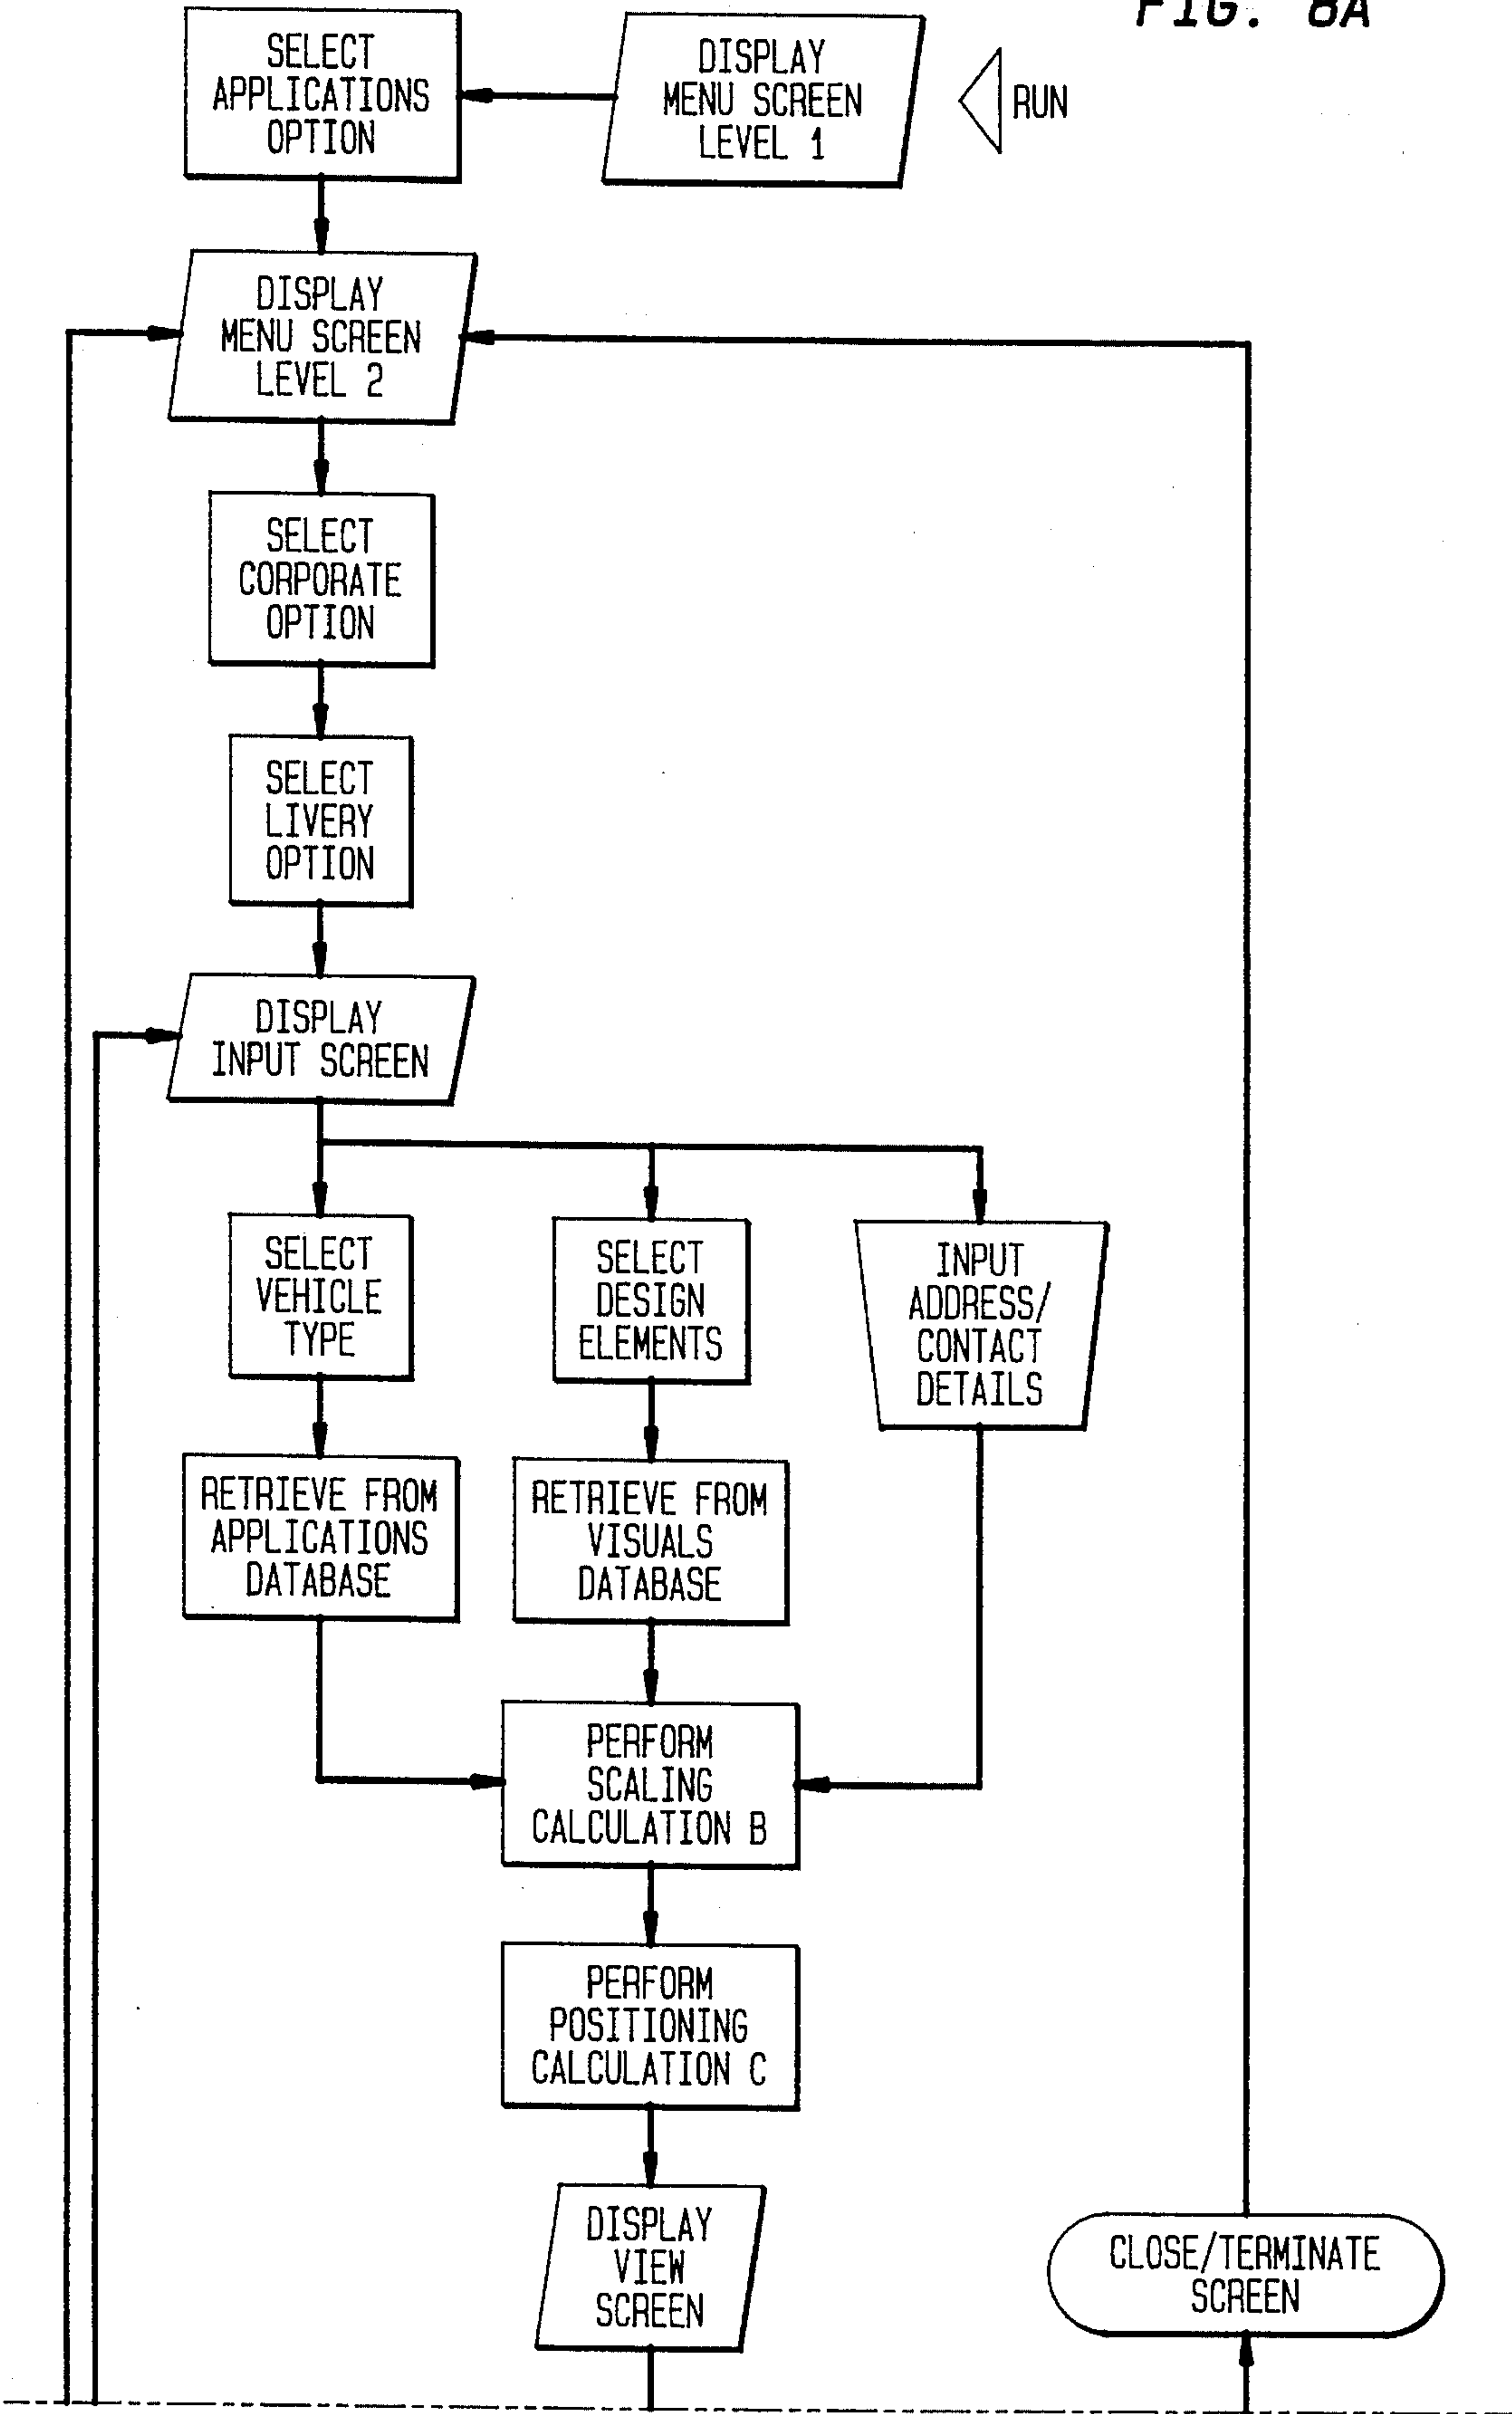 FIG. 8A
SELECT
APPLICATIONS
OPTION
DISPLAY
MENU SCREEN
LEVEL 1
RUN
DISPLAY
MENU SCREEN
LEVEL 2
SELECT
CORPORATE
OPTION
SELECT
LIVERY
OPTION
DISPLAY
INPUT SCREEN
SELECT
VEHICLE
TYPE
SELECT
DESIGN
ELEMENTS
INPUT
ADDRESS/
CONTACT
DETAILS
RETRIEVE FROM
APPLICATIONS
DATABASE
RETRIEVE FROM
VISUALS
DATABASE
PERFORM
SCALING
CALCULATION B
PERFORM
POSITIONING
CALCULATION C
DISPLAY
VIEW
SCREEN
CLOSE/TERMINATE
SCREEN